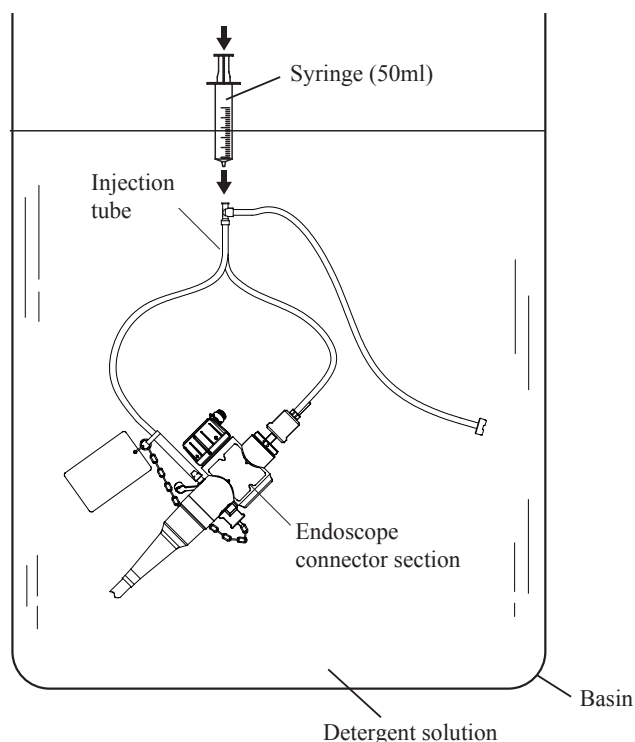 Syringe (50ml)
Injection
tube
Endoscope
connector section
Basin
Detergent solution